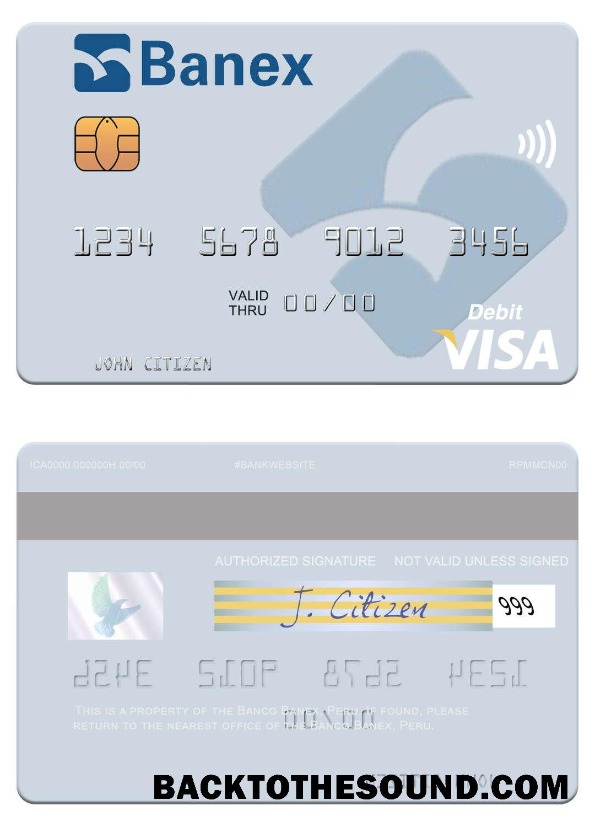 Banex
1234 5678 9012 3456
VALID
THRU 00/00
Debit
VISA
JOHN CITIZEN
ICA0000 000000H 00/00 #BANKWEBSITE RPMMCN00
AUTHORIZED SIGNATURE NOT VALID UNLESS SIGNED
J. Citizen 999
THIS IS A PROPERTY OF THE BANCO BANEX, PERU. IF FOUND, PLEASE
RETURN TO THE NEAREST OFFICE OF THE BANCO BANEX, PERU.
BACKTOTHESOUND.COM